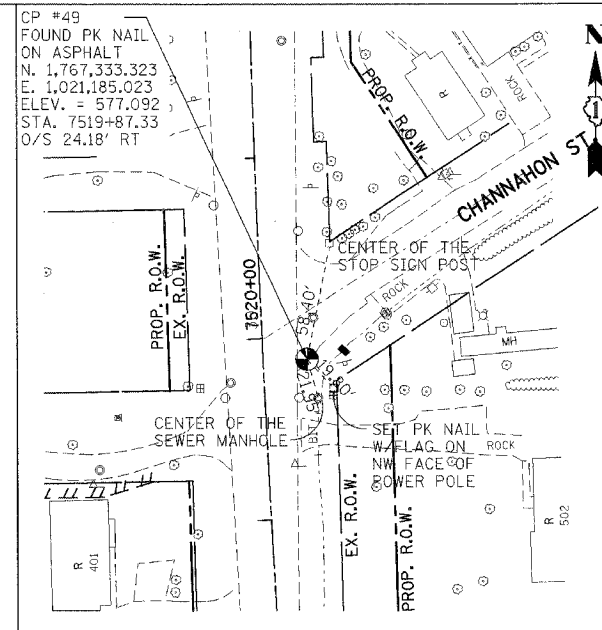 CP #49
FOUND PK NAIL
ON ASPHALT
N. 1,767,333.323
E. 1,021,185.023
ELEV. = 577.092
STA. 7519+87.33
O/S 24.18' RT
N
1
PROP. R.O.W.
R
ROCK
CHANNAHON ST.
CENTER OF THE
STOP SIGN POST
PROP. R.O.W.
EX. R.O.W.
7520+00
58.40'
ROCK
MH
CENTER OF THE
SEWER MANHOLE
SET PK NAIL
W/FLAG ON
NW FACE OF
POWER POLE
ROCK
EX. R.O.W.
PROP. R.O.W.
R
401
R
502